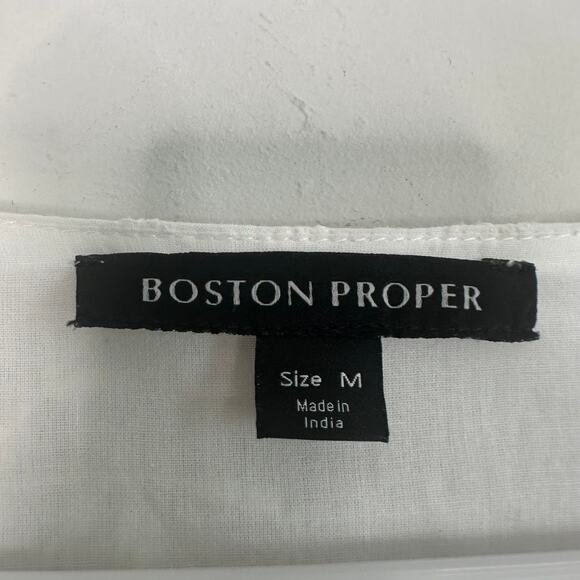 BOSTON PROPER
Size M
Made in
India